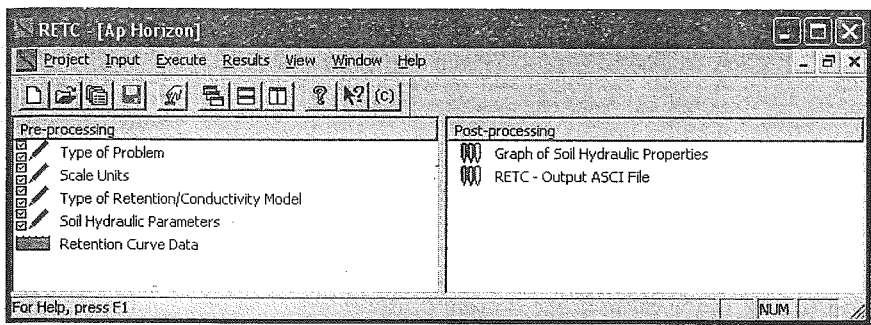 RETC - [Ap Horizon]
Project Input Execute Results View Window Help
(c)
Pre-processing
Type of Problem
Scale Units
Type of Retention/Conductivity Model
Soil Hydraulic Parameters
Retention Curve Data
Post-processing
Graph of Soil Hydraulic Properties
RETC - Output ASCI File
For Help, press F1
NUM